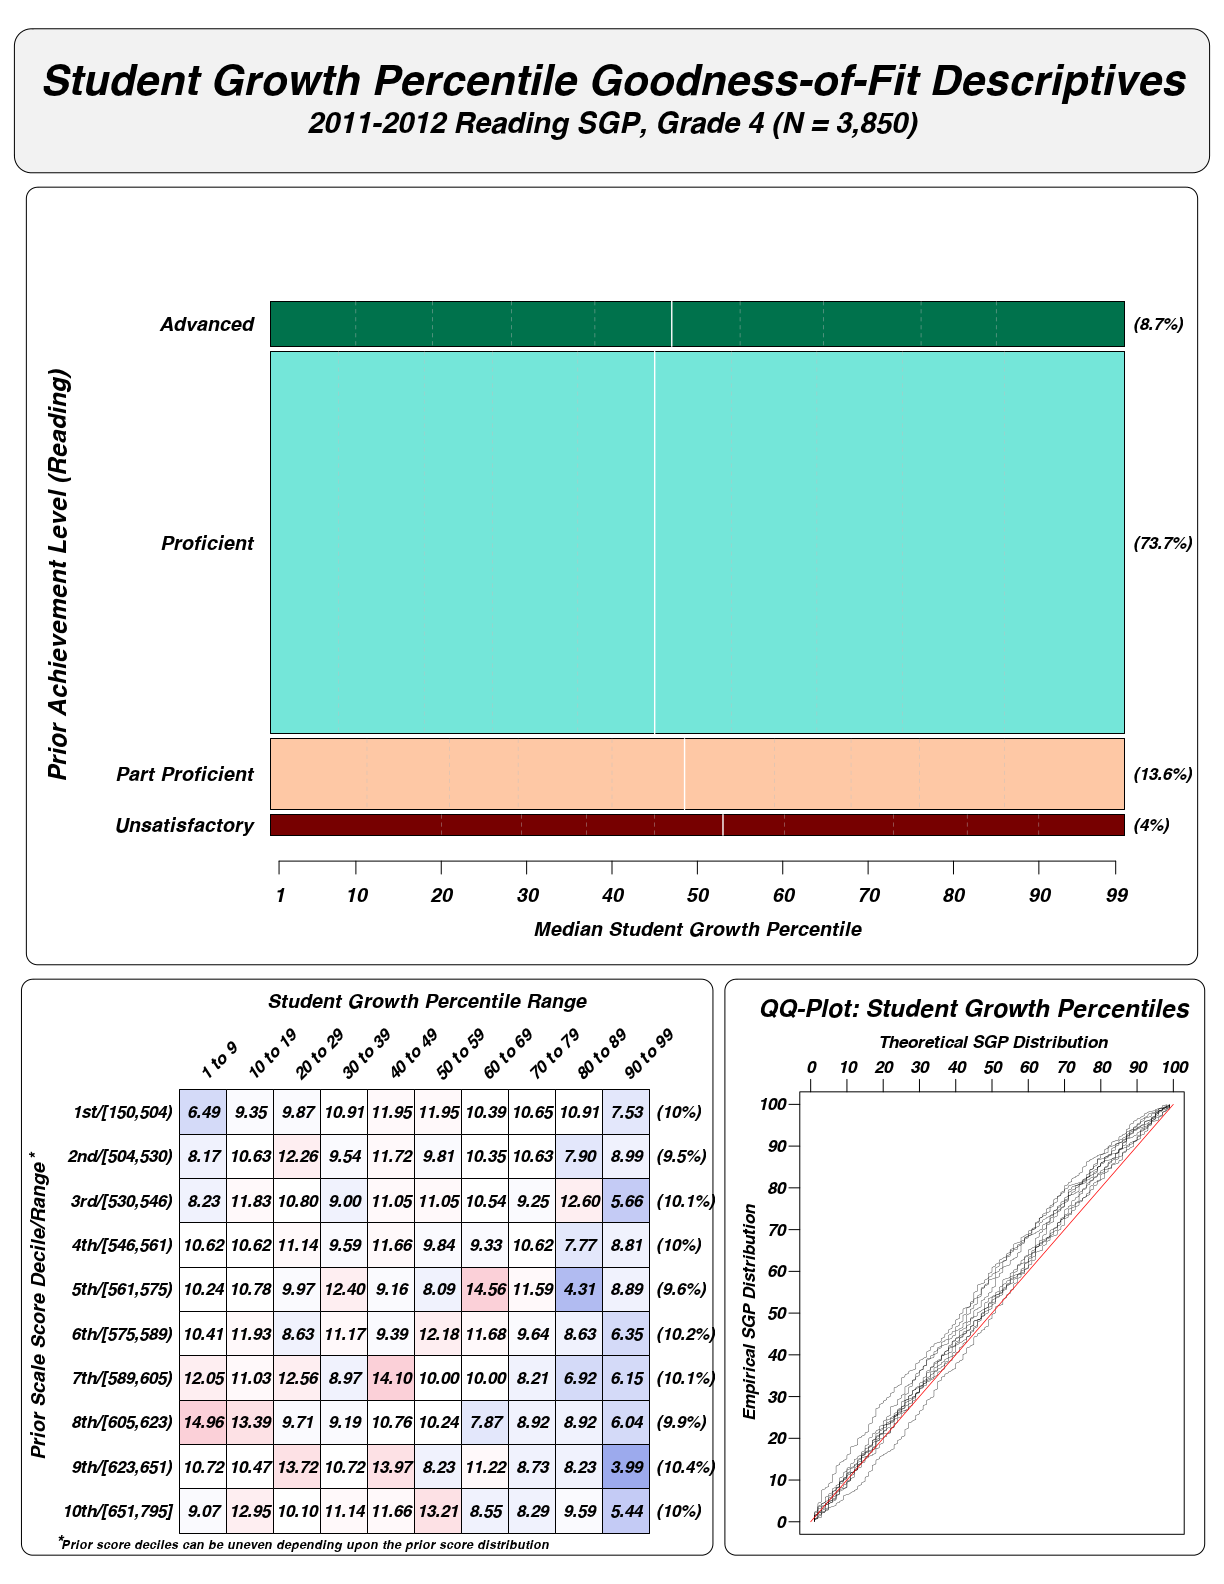 Student Growth Percentile Goodness-of-Fit Descriptives
2011-2012 Reading SGP, Grade 4 (N = 3,850)
Prior Achievement Level (Reading)
Advanced (8.7%)
Proficient (73.7%)
Part Proficient (13.6%)
Unsatisfactory (4%)
1 10 20 30 40 50 60 70 80 90 99
Median Student Growth Percentile
Student Growth Percentile Range
1 to 9 10 to 19 20 to 29 30 to 39 40 to 49 50 to 59 60 to 69 70 to 79 80 to 89 90 to 99
Prior Scale Score Decile/Range*
1st/[150,504) 6.49 9.35 9.87 10.91 11.95 11.95 10.39 10.65 10.91 7.53 (10%)
2nd/[504,530) 8.17 10.63 12.26 9.54 11.72 9.81 10.35 10.63 7.90 8.99 (9.5%)
3rd/[530,546) 8.23 11.83 10.80 9.00 11.05 11.05 10.54 9.25 12.60 5.66 (10.1%)
4th/[546,561) 10.62 10.62 11.14 9.59 11.66 9.84 9.33 10.62 7.77 8.81 (10%)
5th/[561,575) 10.24 10.78 9.97 12.40 9.16 8.09 14.56 11.59 4.31 8.89 (9.6%)
6th/[575,589) 10.41 11.93 8.63 11.17 9.39 12.18 11.68 9.64 8.63 6.35 (10.2%)
7th/[589,605) 12.05 11.03 12.56 8.97 14.10 10.00 10.00 8.21 6.92 6.15 (10.1%)
8th/[605,623) 14.96 13.39 9.71 9.19 10.76 10.24 7.87 8.92 8.92 6.04 (9.9%)
9th/[623,651) 10.72 10.47 13.72 10.72 13.97 8.23 11.22 8.73 8.23 3.99 (10.4%)
10th/[651,795] 9.07 12.95 10.10 11.14 11.66 13.21 8.55 8.29 9.59 5.44 (10%)
*Prior score deciles can be uneven depending upon the prior score distribution
QQ-Plot: Student Growth Percentiles
Theoretical SGP Distribution
0 10 20 30 40 50 60 70 80 90 100
Empirical SGP Distribution
100
90
80
70
60
50
40
30
20
10
0